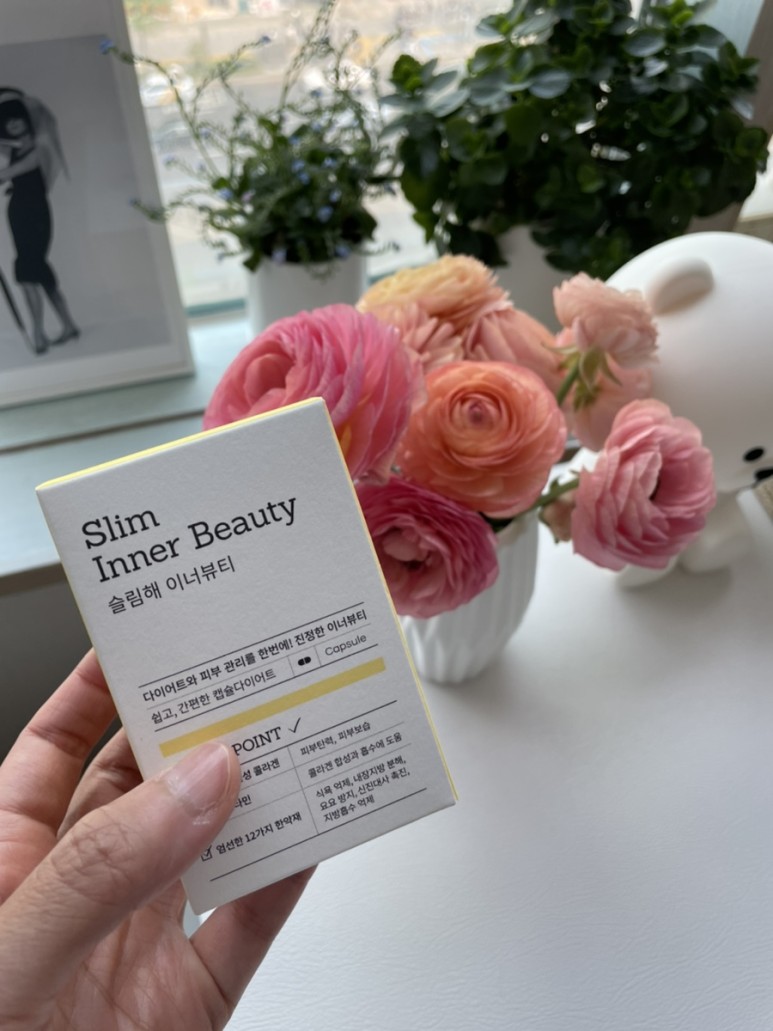 Slim
Inner Beauty
슬림해 이너뷰티
다이어트와 피부 관리를 한번에! 진정한 이너뷰티
쉽고, 간편한 캡슐다이어트 Capsule
POINT ✓
콜라겐 피부탄력, 피부보습
콜라겐 합성과 흡수에 도움
엄선한 12가지 한약재 식욕 억제, 내장지방 분해,
요요 방지, 신진대사 촉진,
지방흡수 억제